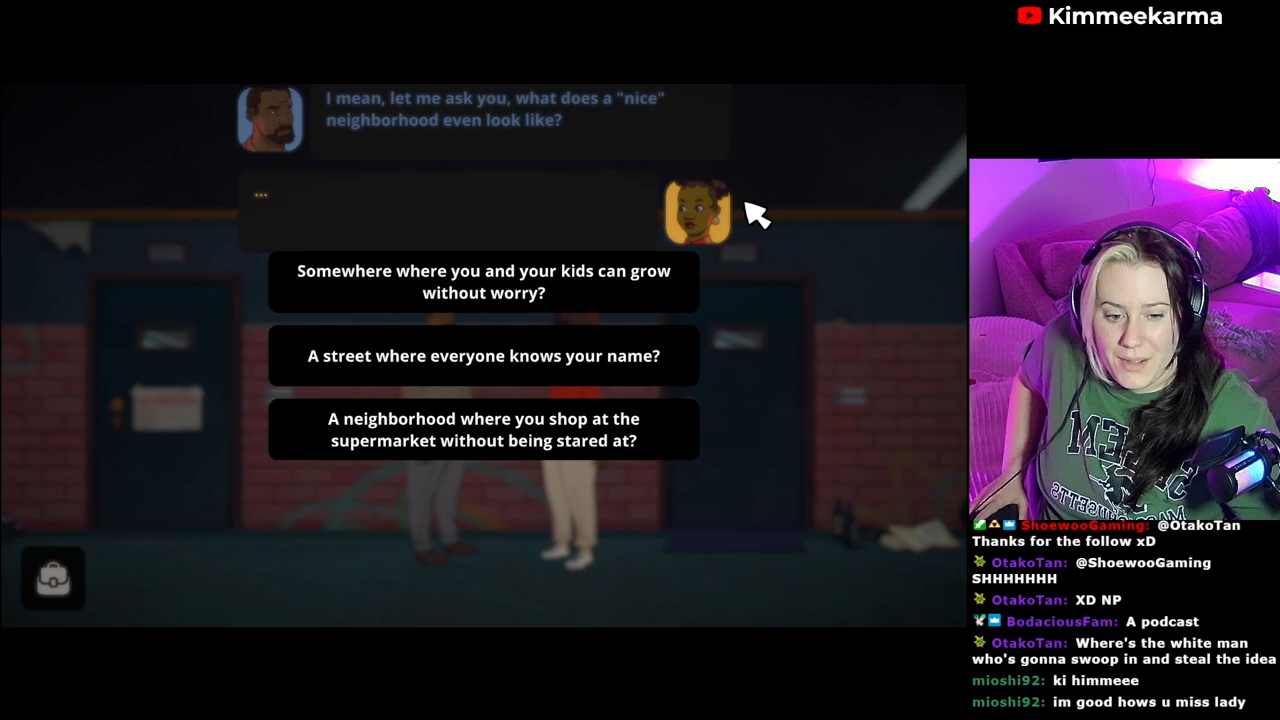 Kimmeekarma
I mean, let me ask you, what does a "nice"
neighborhood even look like?
...
Somewhere where you and your kids can grow
without worry?
A street where everyone knows your name?
A neighborhood where you shop at the
supermarket without being stared at?
ShoewooGaming: @OtakoTan
Thanks for the follow xD
OtakoTan: @ShoewooGaming
SHHHHHHH
OtakoTan: XD NP
BodaciousFam: A podcast
OtakoTan: Where's the white man
who's gonna swoop in and steal the idea
mioshi92: ki himmeee
mioshi92: im good hows u miss lady